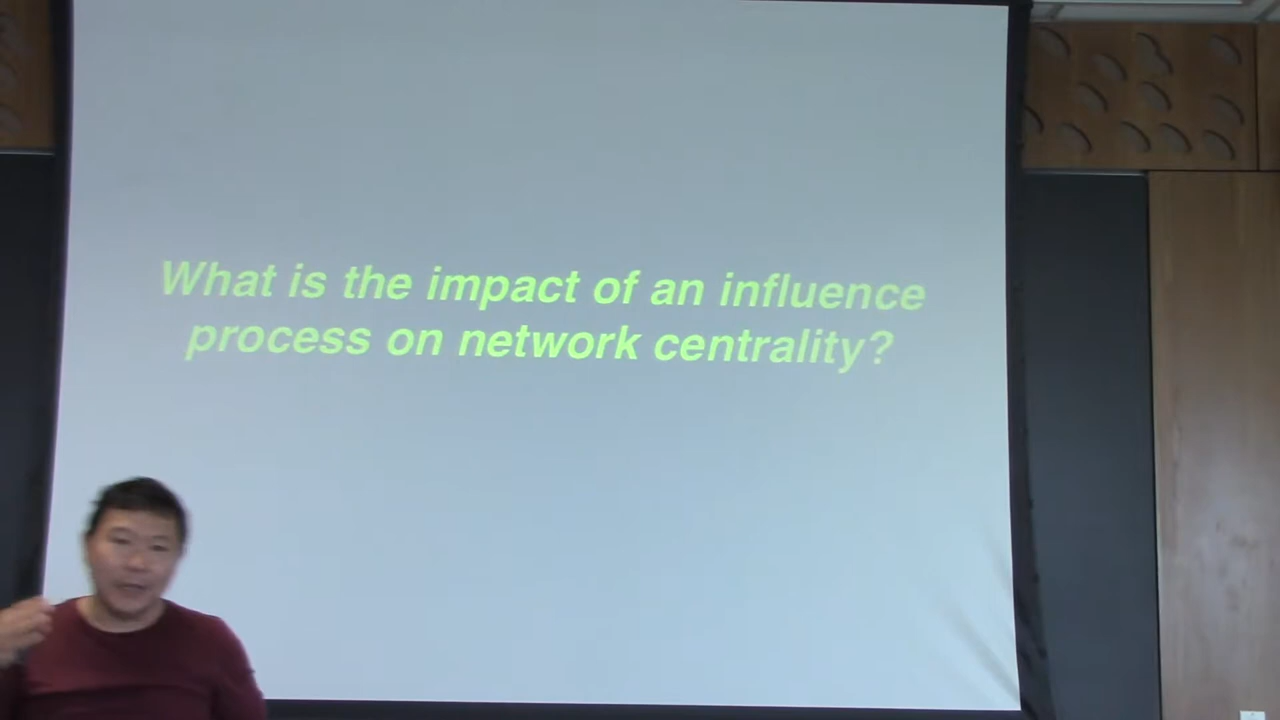 What is the impact of an influence
process on network centrality?